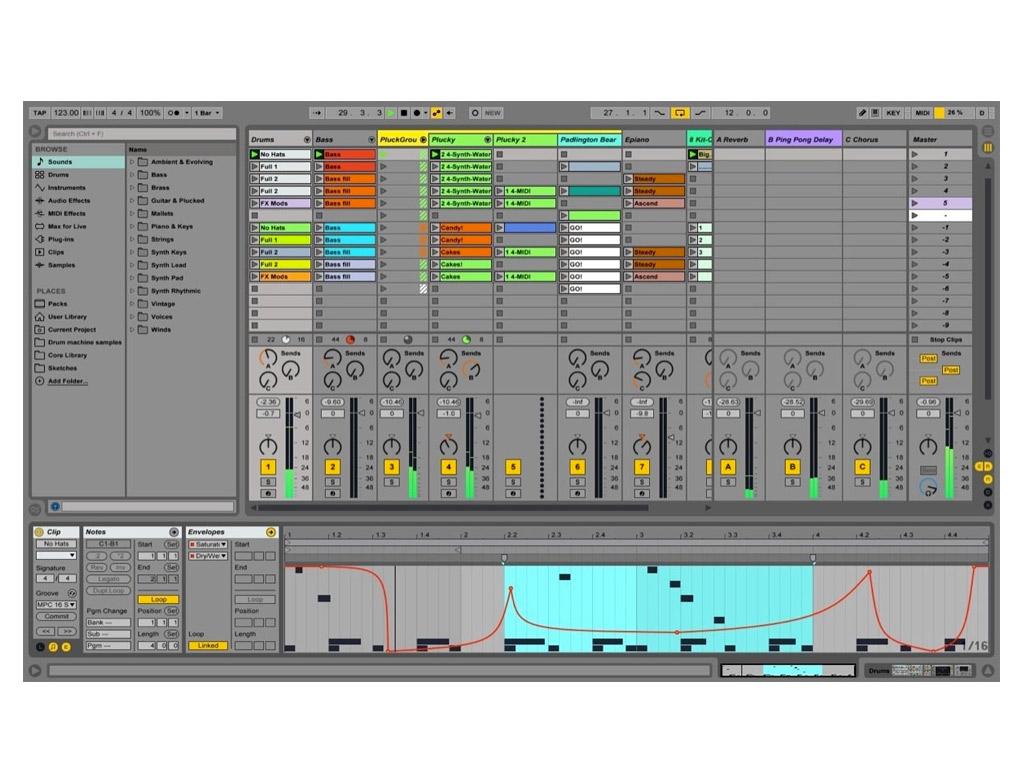 TAP 123.00 4 / 4 100% 1 Bar 29. 3. 3 NEW 27. 1. 1 12. 0. 0 KEY MIDI 26 % D
Search (Ctrl + F)
BROWSE
Sounds
Drums
Instruments
Audio Effects
MIDI Effects
Max for Live
Plug-ins
Clips
Samples
PLACES
Packs
User Library
Current Project
Drum machine samples
Core Library
Sketches
Add Folder...
Name
Ambient & Evolving
Bass
Brass
Guitar & Plucked
Mallets
Piano & Keys
Strings
Synth Keys
Synth Lead
Synth Pad
Synth Rhythmic
Vintage
Voices
Winds
Drums Bass PluckGrou Plucky Plucky 2 Padington Bear Epiano A Reverb B Ping Pong Delay C Chorus Master
No Hats Bass 2 4-Synth-Water Big 1
Full 1 Bass 2 4-Synth-Water 2
Full 2 Bass fill 2 4-Synth-Water Steady 3
Full 2 Bass fill 2 4-Synth-Water 1 4-MIDI Steady 4
FX Mods Bass fill 2 4-Synth-Water 1 4-MIDI Ascend 5
-
No Hats Bass Candy! GO! 1 -1
Full 1 Bass Candy! GO! 2 -2
Full 2 Bass fill Cakes 1 4-MIDI GO! Steady 3 -3
Full 2 Bass fill Cakes! GO! Steady -4
FX Mods Bass fill Cakes 1 4-MIDI GO! Ascend -5
GO! -6
-7
-8
-9
22 16 44 8 44 8 Stop Clips
Sends Sends Sends Sends Sends Sends Sends Sends Sends Sends
A B C
Post
Post
Post
-2.36 -9.60 -10.46 -10.46 -Inf -Inf -28.63 -28.52 -29.69 -0.96
-0.7 0 0 -1.0 0 -9.8 0 0 0 0
6
0
6
12
18
24
36
48
1 2 3 4 5 6 7 A B C
S S S S S S S S S S
Clip
No Hats
Signature
4 / 4
Groove
MPC 16 S
Commit
<< >>
Notes
C1-B1
:2 *2
Rev Inv
Legato
Dupl.Loop
Pgm Change
Bank ---
Sub ---
Pgm ---
Start Set
1 1 1
End Set
2 1 1
Loop
Position Set
1 1 1
Length Set
4 0 0
Envelopes
Saturat
Dry/We
Loop
Linked
Start
End
Loop
Position
Length
1 1.2 1.3 1.4 2 2.2 2.3 2.4 3 3.2 3.3 3.4 4 4.2 4.3 4.4
1/16
Drums